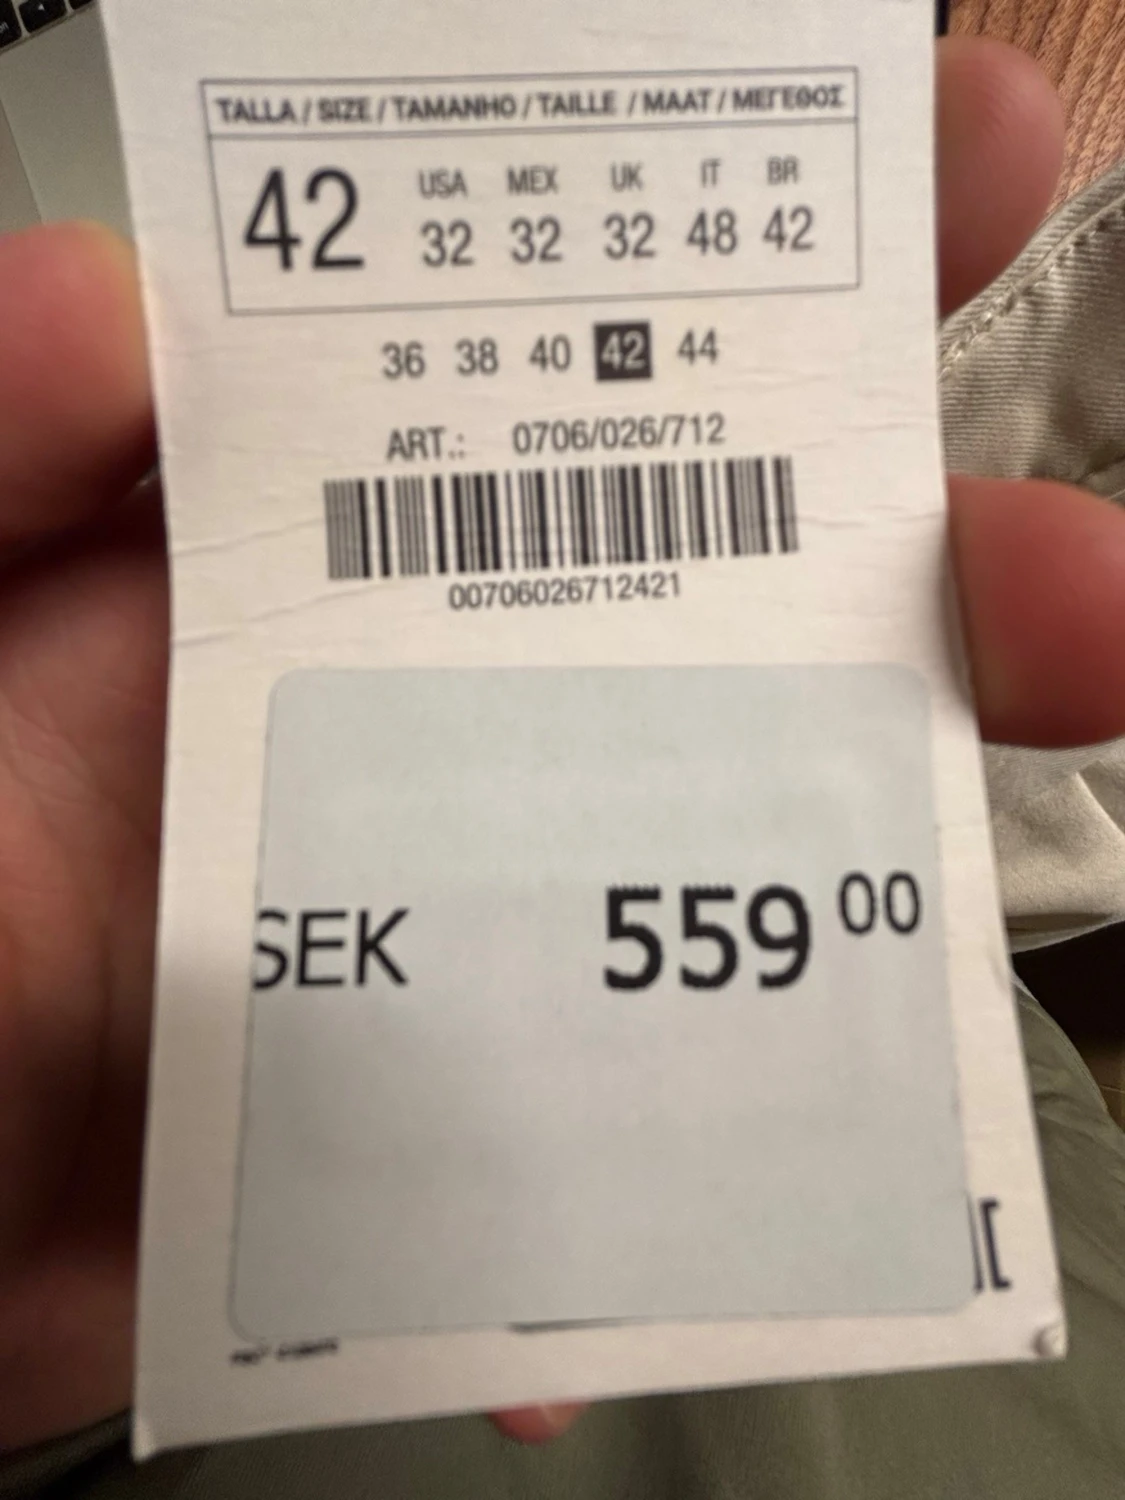 TALLA / SIZE / TAMANHO / TAILLE / MAAT / ΜΕΓΕΘΟΣ
USA MEX UK IT BR
42 32 32 32 48 42
36 38 40 42 44
ART.: 0706/026/712
00706026712421
SEK 559 00